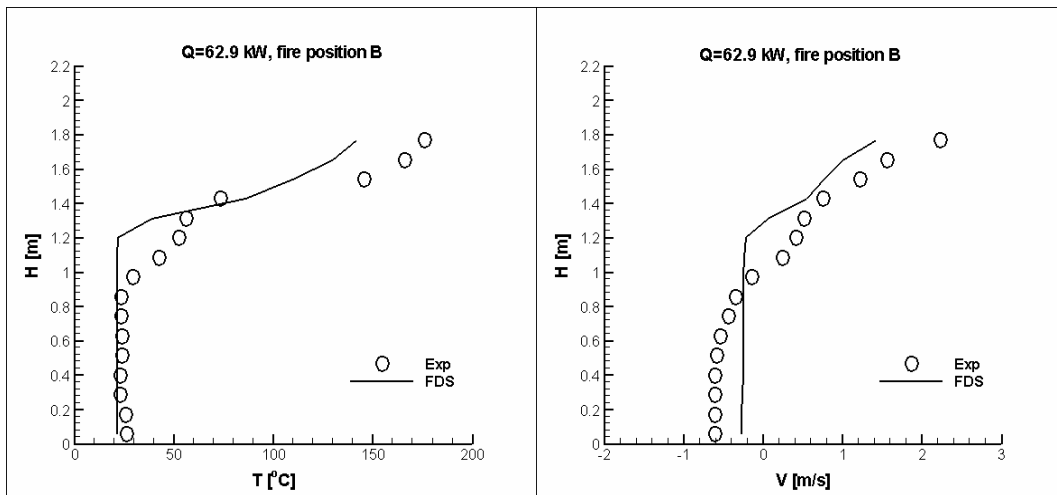 Q=62.9 kW, fire position B
2.2
2
1.8
1.6
1.4
1.2
1
0.8
0.6
0.4
0.2
0
H [m]
Exp
FDS
0 50 100 150 200
T [°C]
Q=62.9 kW, fire position B
2.2
2
1.8
1.6
1.4
1.2
1
0.8
0.6
0.4
0.2
0
H [m]
Exp
FDS
-2 -1 0 1 2 3
V [m/s]